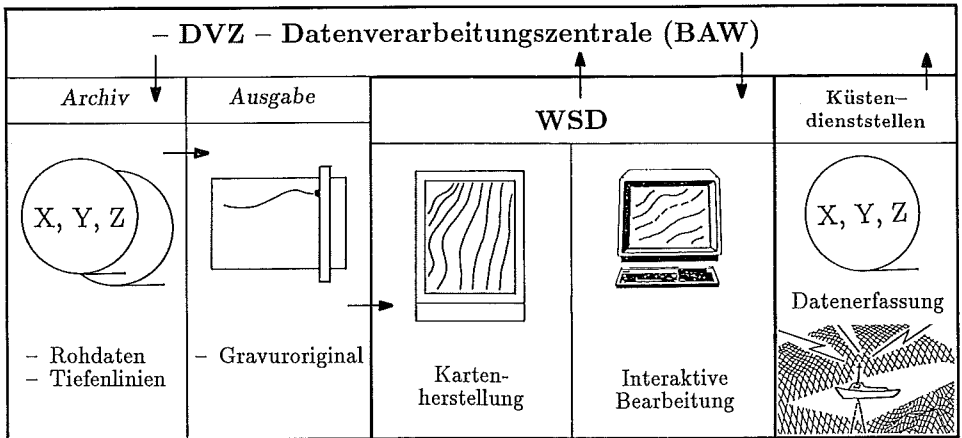 – DVZ – Datenverarbeitungszentrale (BAW)
Archiv
Ausgabe
WSD
Küsten–
dienststellen
X, Y, Z
X, Y, Z
Datenerfassung
– Rohdaten
– Tiefenlinien
– Gravuroriginal
Karten-
herstellung
Interaktive
Bearbeitung